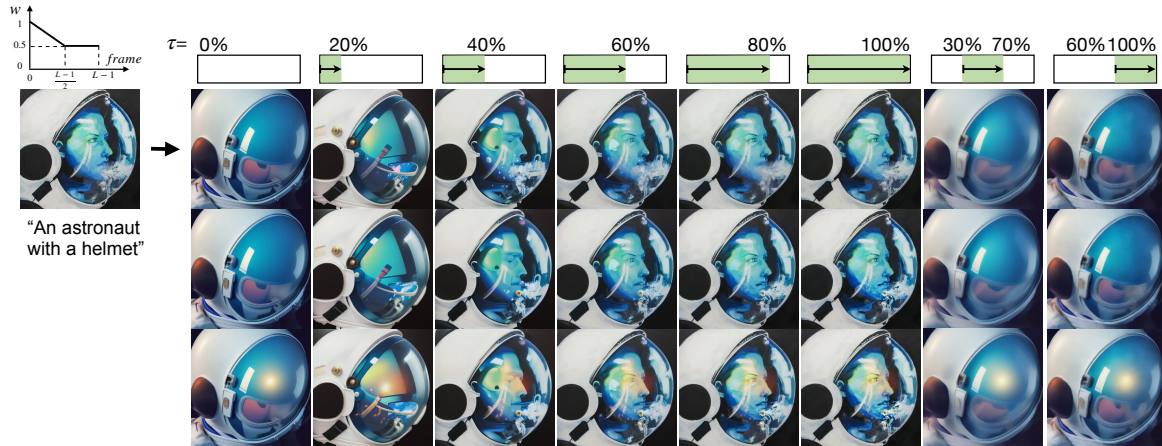 w
1
0.5
0
L−1
2
L−1
frame
τ= 0% 20% 40% 60% 80% 100% 30% 70% 60% 100%
“An astronaut
with a helmet”